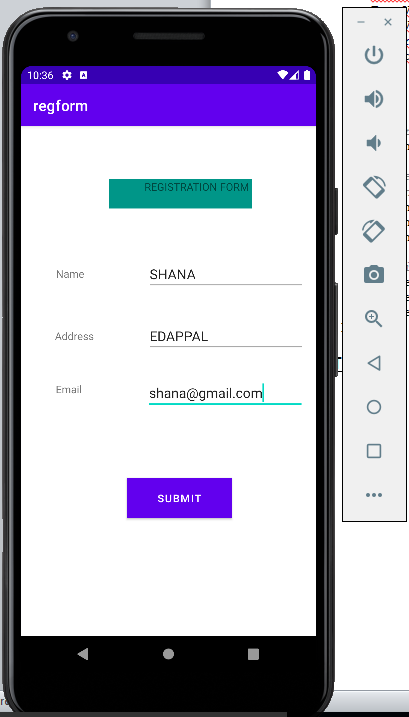 10:36
regform
REGISTRATION FORM
Name SHANA
Address EDAPPAL
Email shana@gmail.com
SUBMIT